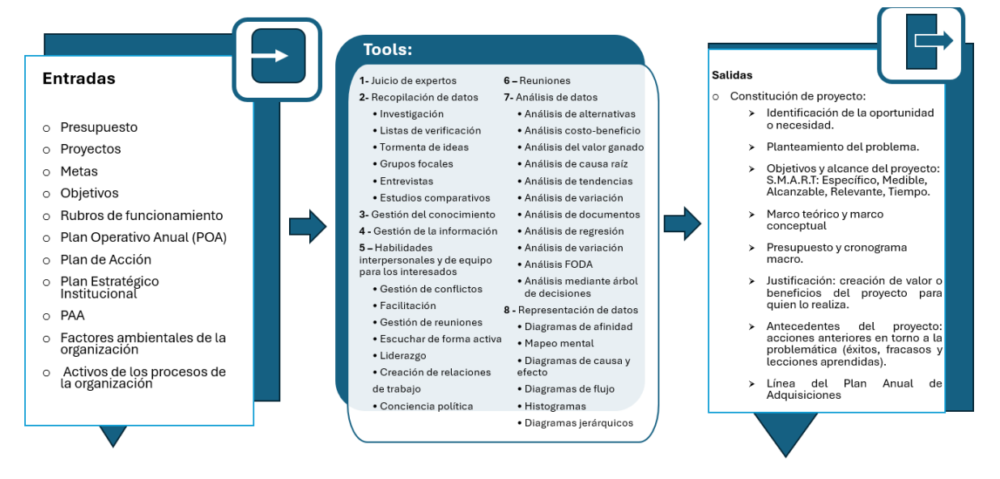 Entradas
o Presupuesto
o Proyectos
o Metas
o Objetivos
o Rubros de funcionamiento
o Plan Operativo Anual (POA)
o Plan de Acción
o Plan Estratégico
Institucional
o PAA
o Factores ambientales de la
organización
o Activos de los procesos de
la organización
Tools:
1- Juicio de expertos
2- Recopilación de datos
• Investigación
• Listas de verificación
• Tormenta de ideas
• Grupos focales
• Entrevistas
• Estudios comparativos
3- Gestión del conocimiento
4 - Gestión de la información
5 – Habilidades
interpersonales y de equipo
para los interesados
• Gestión de conflictos
• Facilitación
• Gestión de reuniones
• Escuchar de forma activa
• Liderazgo
• Creación de relaciones
de trabajo
• Conciencia política
6 – Reuniones
7- Análisis de datos
• Análisis de alternativas
• Análisis costo-beneficio
• Análisis del valor ganado
• Análisis de causa raíz
• Análisis de tendencias
• Análisis de variación
• Análisis de documentos
• Análisis de regresión
• Análisis de variación
• Análisis FODA
• Análisis mediante árbol
de decisiones
8 - Representación de datos
• Diagramas de afinidad
• Mapeo mental
• Diagramas de causa y
efecto
• Diagramas de flujo
• Histogramas
• Diagramas jerárquicos
Salidas
o Constitución de proyecto:
➢ Identificación de la oportunidad
o necesidad.
➢ Planteamiento del problema.
➢ Objetivos y alcance del proyecto:
S.M.A.R.T: Específico, Medible,
Alcanzable, Relevante, Tiempo.
➢ Marco teórico y marco
conceptual
➢ Presupuesto y cronograma
macro.
➢ Justificación: creación de valor o
beneficios del proyecto para
quien lo realiza.
➢ Antecedentes del proyecto:
acciones anteriores en torno a la
problemática (éxitos, fracasos y
lecciones aprendidas).
➢ Línea del Plan Anual de
Adquisiciones